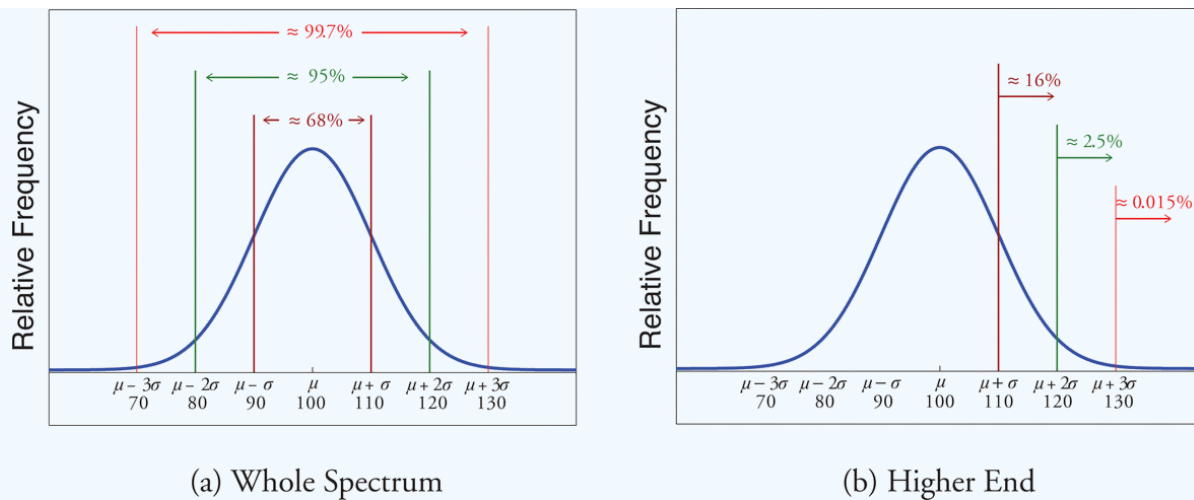 Relative Frequency
≈ 99.7%
≈ 95%
≈ 68%
μ − 3σ μ − 2σ μ − σ μ μ + σ μ + 2σ μ + 3σ
70 80 90 100 110 120 130
(a) Whole Spectrum
Relative Frequency
≈ 16%
≈ 2.5%
≈ 0.015%
μ − 3σ μ − 2σ μ − σ μ μ + σ μ + 2σ μ + 3σ
70 80 90 100 110 120 130
(b) Higher End